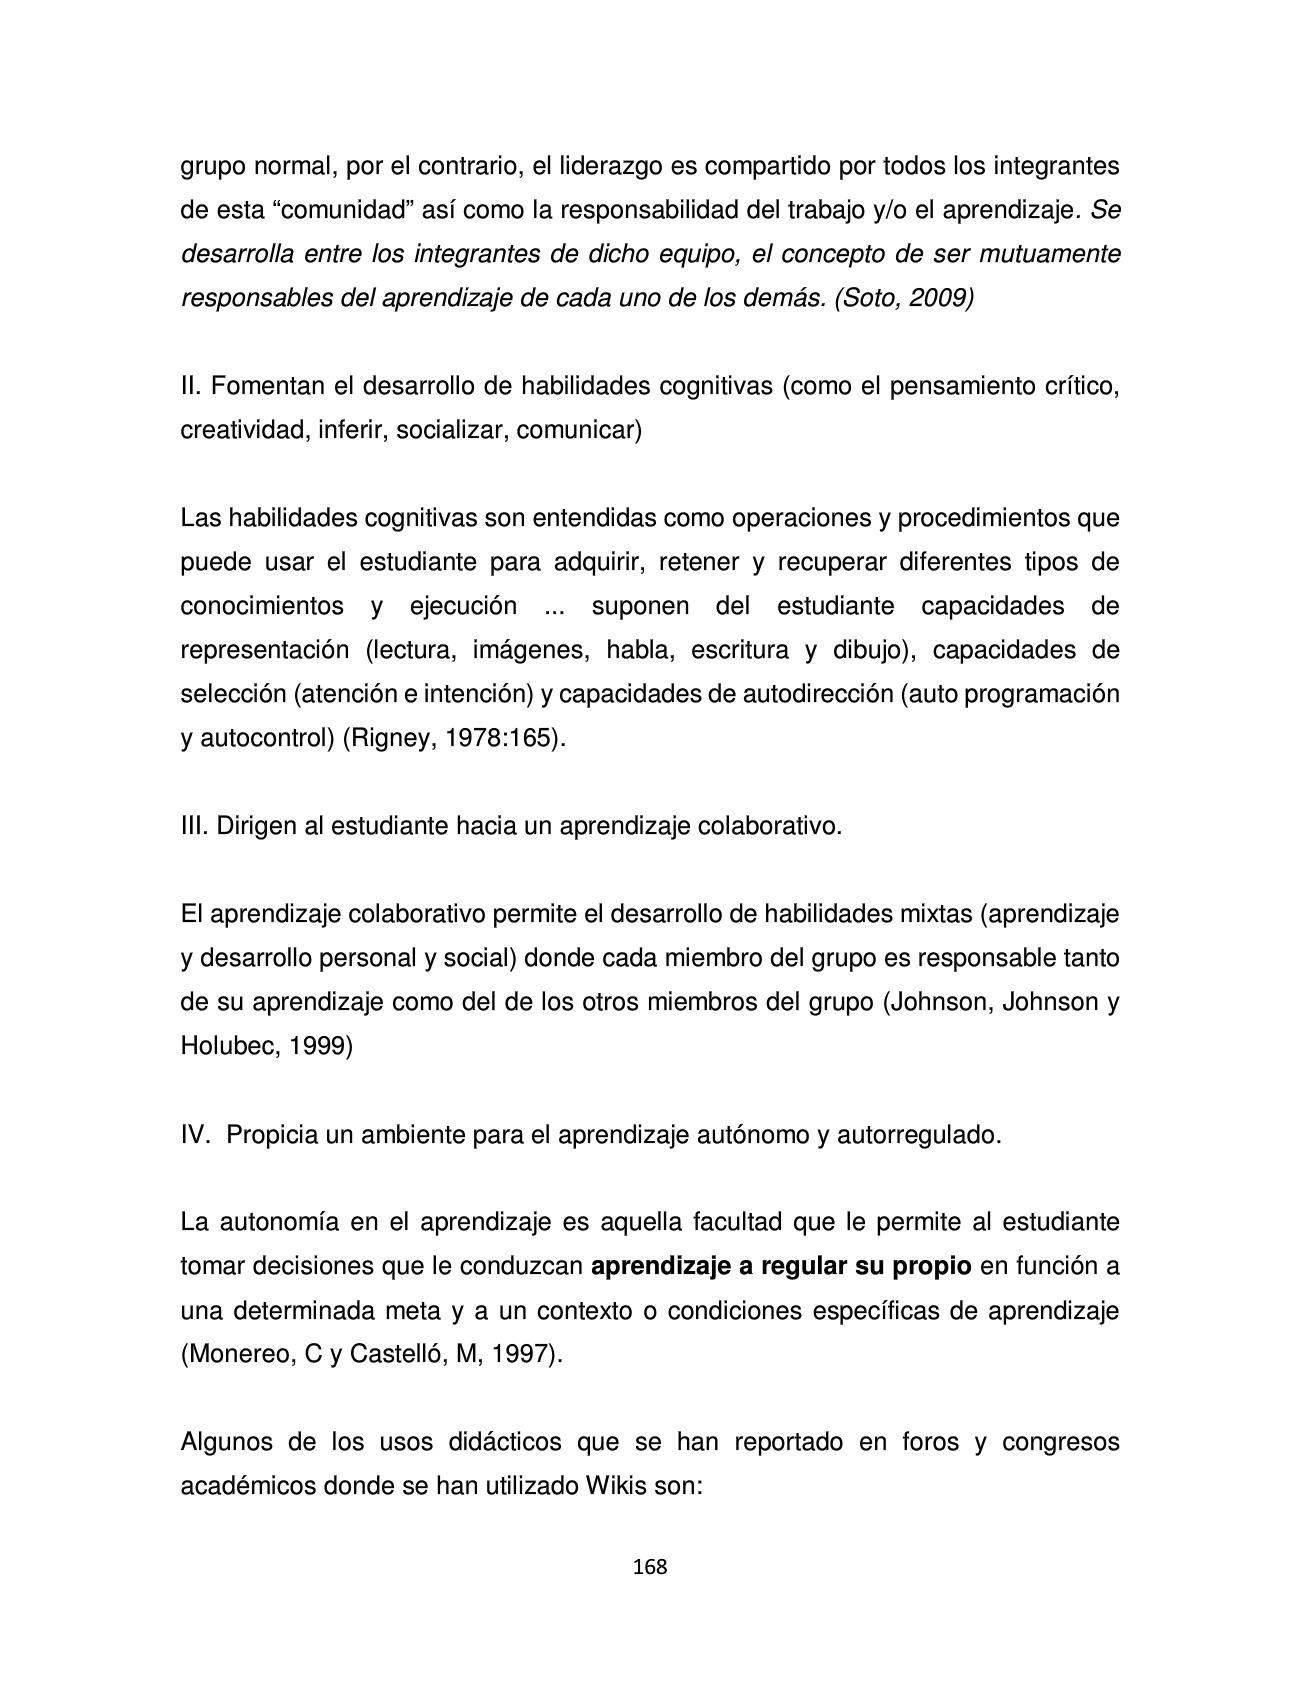 grupo normal, por el contrario, el liderazgo es compartido por todos los integrantes
de esta “comunidad” así como la responsabilidad del trabajo y/o el aprendizaje. Se
desarrolla entre los integrantes de dicho equipo, el concepto de ser mutuamente
responsables del aprendizaje de cada uno de los demás. (Soto, 2009)
II. Fomentan el desarrollo de habilidades cognitivas (como el pensamiento crítico,
creatividad, inferir, socializar, comunicar)
Las habilidades cognitivas son entendidas como operaciones y procedimientos que
puede usar el estudiante para adquirir, retener y recuperar diferentes tipos de
conocimientos y ejecución ... suponen del estudiante capacidades de
representación (lectura, imágenes, habla, escritura y dibujo), capacidades de
selección (atención e intención) y capacidades de autodirección (auto programación
y autocontrol) (Rigney, 1978:165).
III. Dirigen al estudiante hacia un aprendizaje colaborativo.
El aprendizaje colaborativo permite el desarrollo de habilidades mixtas (aprendizaje
y desarrollo personal y social) donde cada miembro del grupo es responsable tanto
de su aprendizaje como del de los otros miembros del grupo (Johnson, Johnson y
Holubec, 1999)
IV. Propicia un ambiente para el aprendizaje autónomo y autorregulado.
La autonomía en el aprendizaje es aquella facultad que le permite al estudiante
tomar decisiones que le conduzcan aprendizaje a regular su propio en función a
una determinada meta y a un contexto o condiciones específicas de aprendizaje
(Monereo, C y Castelló, M, 1997).
Algunos de los usos didácticos que se han reportado en foros y congresos
académicos donde se han utilizado Wikis son:
168